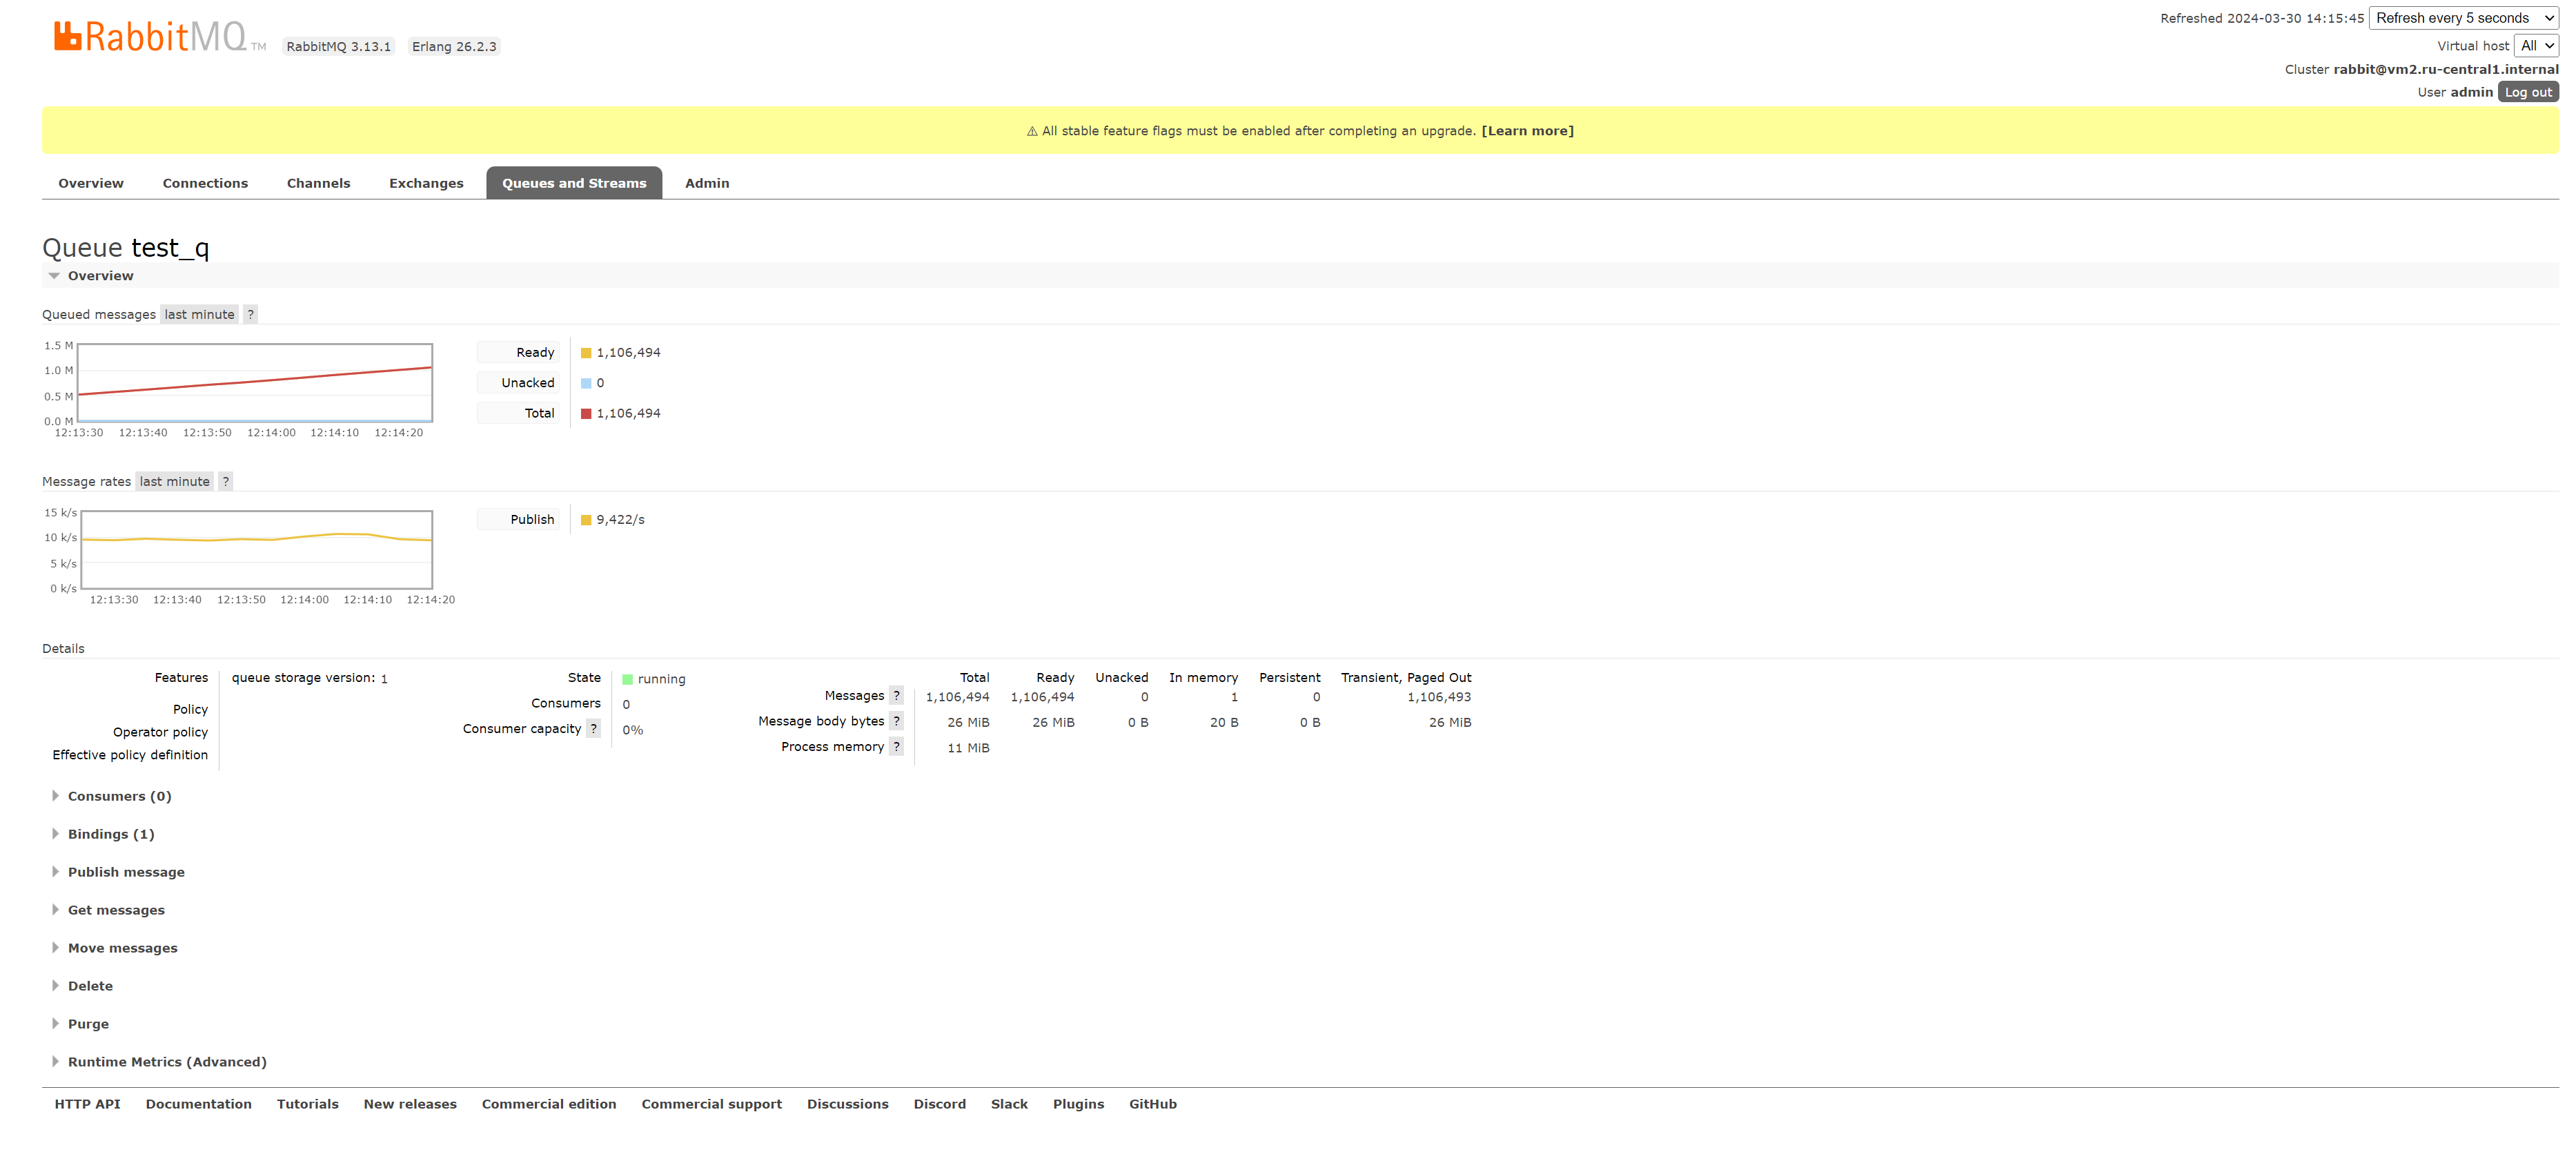 RabbitMQ TM RabbitMQ 3.13.1 Erlang 26.2.3
Refreshed 2024-03-30 14:15:45 Refresh every 5 seconds
Virtual host All
Cluster rabbit@vm2.ru-central1.internal
User admin Log out
⚠ All stable feature flags must be enabled after completing an upgrade. [Learn more]
Overview Connections Channels Exchanges Queues and Streams Admin
Queue test_q
Overview
Queued messages last minute ?
1.5 M
1.0 M
0.5 M
0.0 M
12:13:30 12:13:40 12:13:50 12:14:00 12:14:10 12:14:20
Ready 1,106,494
Unacked 0
Total 1,106,494
Message rates last minute ?
15 k/s
10 k/s
5 k/s
0 k/s
12:13:30 12:13:40 12:13:50 12:14:00 12:14:10 12:14:20
Publish 9,422/s
Details
Features queue storage version: 1
Policy
Operator policy
Effective policy definition
State running
Consumers 0
Consumer capacity ? 0%
Total Ready Unacked In memory Persistent Transient, Paged Out
Messages ? 1,106,494 1,106,494 0 1 0 1,106,493
Message body bytes ? 26 MiB 26 MiB 0 B 20 B 0 B 26 MiB
Process memory ? 11 MiB
Consumers (0)
Bindings (1)
Publish message
Get messages
Move messages
Delete
Purge
Runtime Metrics (Advanced)
HTTP API Documentation Tutorials New releases Commercial edition Commercial support Discussions Discord Slack Plugins GitHub